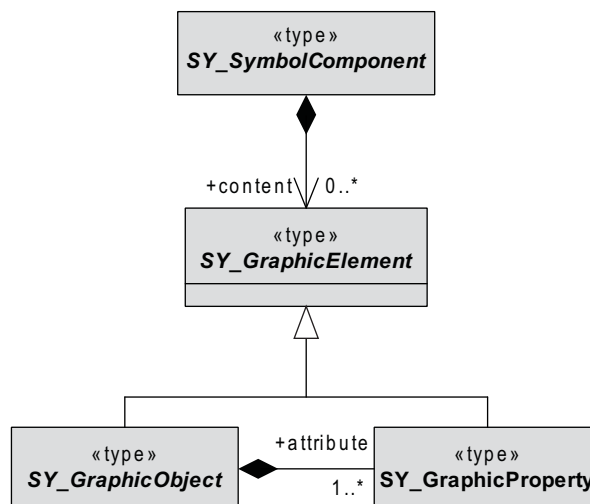 «type»
SY_SymbolComponent
+content 0..*
«type»
SY_GraphicElement
«type»
SY_GraphicObject
+attribute
1..*
«type»
SY_GraphicProperty